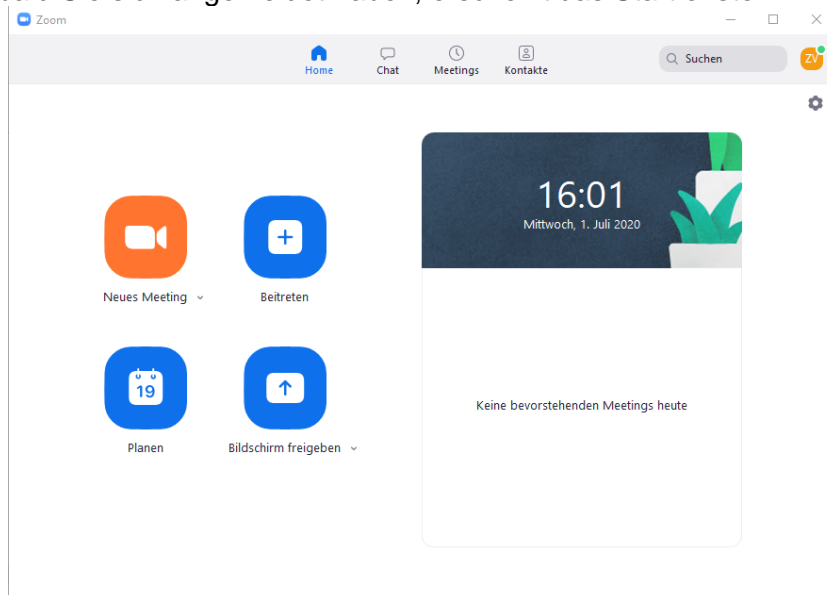 Zoom
Home
Chat
Meetings
Kontakte
Suchen
ZV
16:01
Mittwoch, 1. Juli 2020
Neues Meeting
Beitreten
19
Planen
Bildschirm freigeben
Keine bevorstehenden Meetings heute